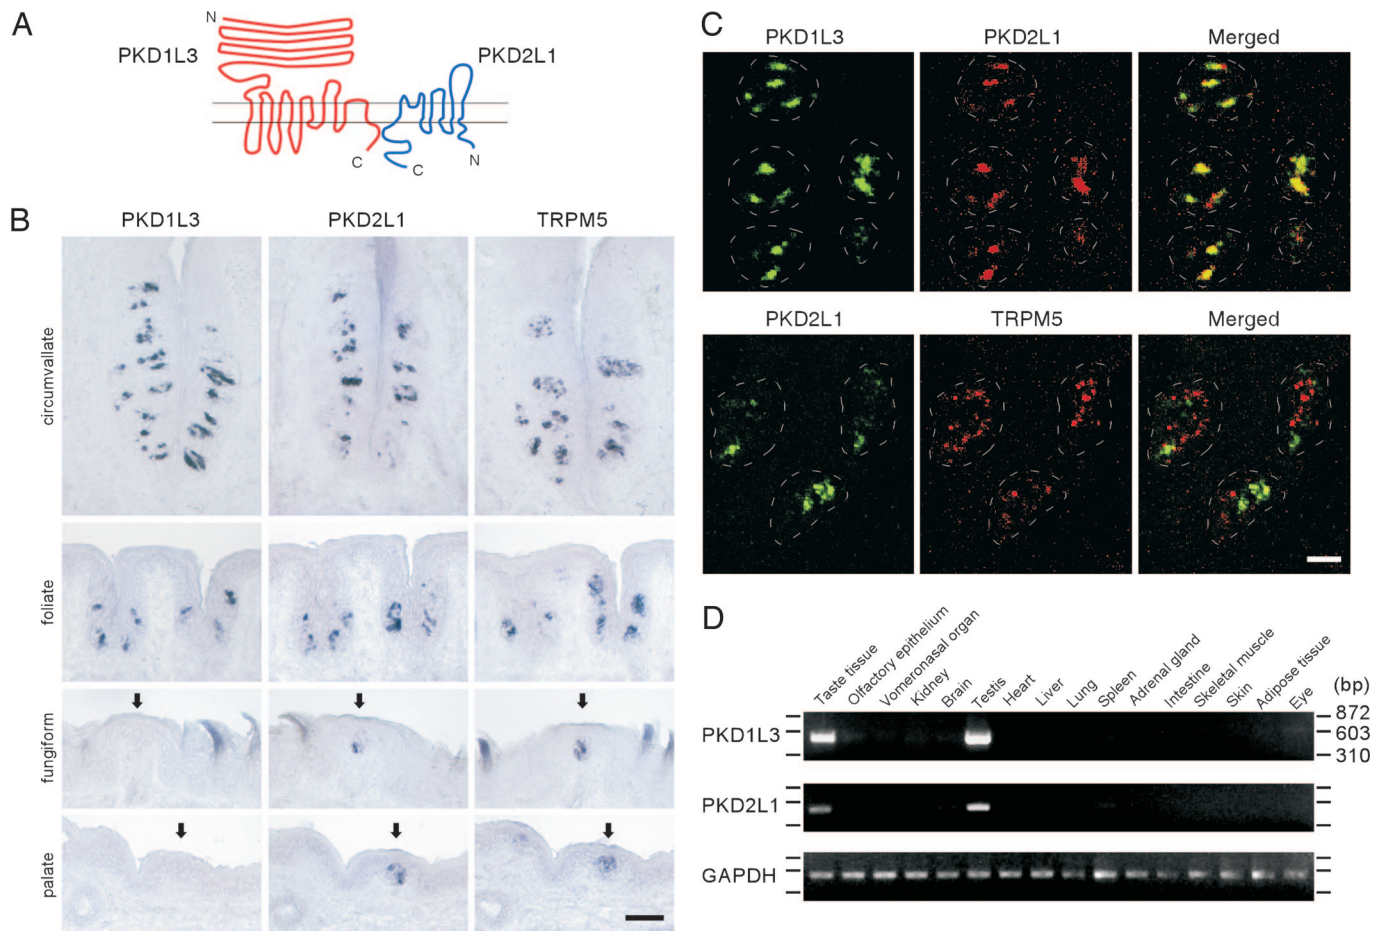 A
N
PKD1L3
PKD2L1
C
C
N
B
PKD1L3 PKD2L1 TRPM5
circumvallate
foliate
fungiform
palate
C
PKD1L3 PKD2L1 Merged
PKD2L1 TRPM5 Merged
D
Taste tissue
Olfactory epithelium
Vomeronasal organ
Kidney
Brain
Testis
Heart
Liver
Lung
Spleen
Adrenal gland
Intestine
Skeletal muscle
Skin
Adipose tissue
Eye
(bp)
PKD1L3
872
603
310
PKD2L1
GAPDH